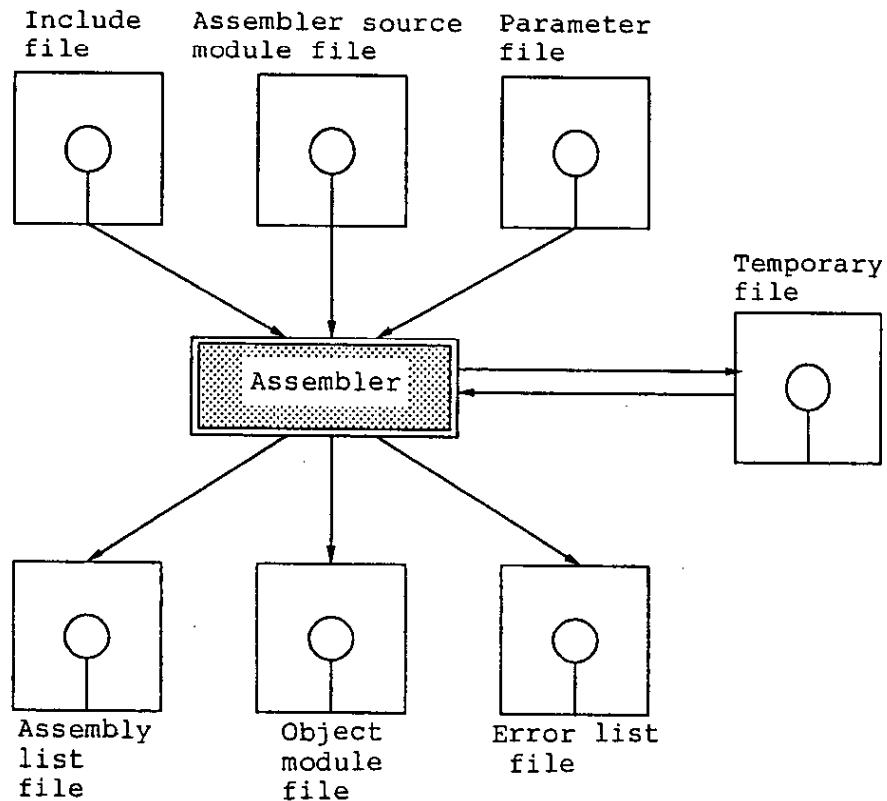 Include
file
Assembler source
module file
Parameter
file
Temporary
file
Assembler
Assembly
list
file
Object
module
file
Error list
file